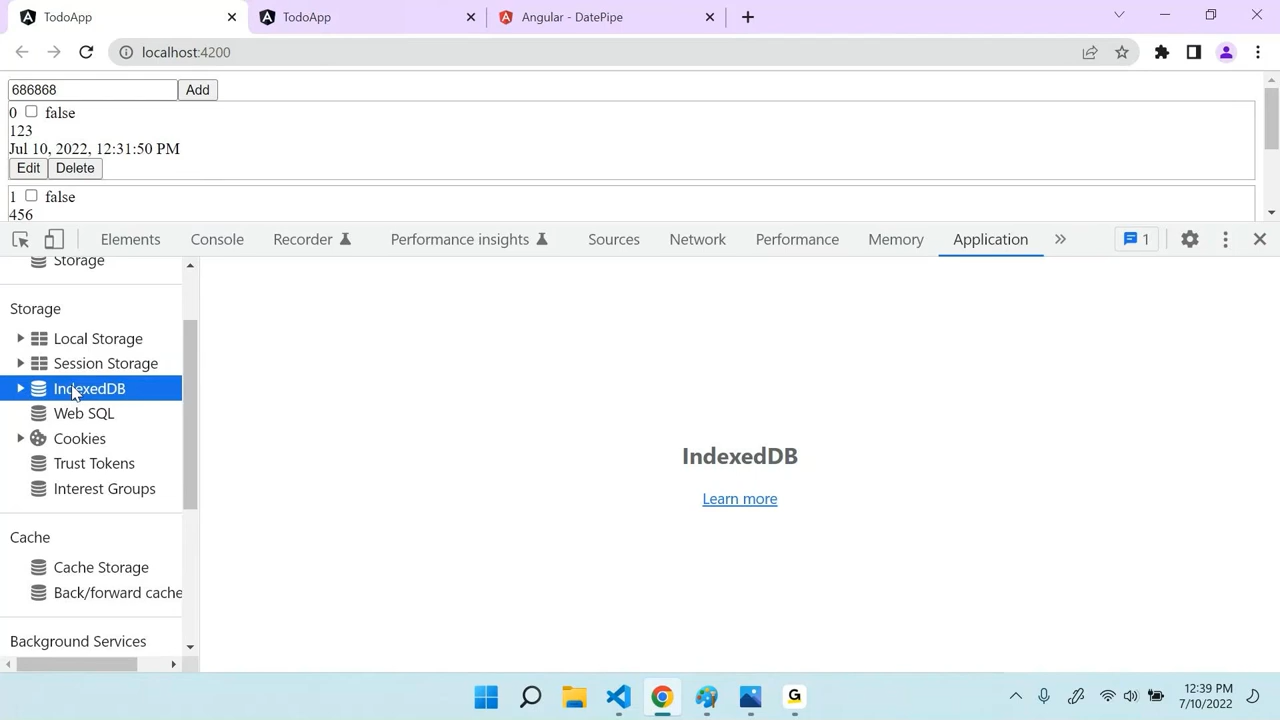 TodoApp
TodoApp
Angular - DatePipe
localhost:4200
686868
Add
0 false
123
Jul 10, 2022, 12:31:50 PM
Edit Delete
1 false
456
Elements Console Recorder Performance insights Sources Network Performance Memory Application 1
Storage
Storage
Local Storage
Session Storage
IndexedDB
Web SQL
Cookies
Trust Tokens
Interest Groups
Cache
Cache Storage
Back/forward cache
Background Services
IndexedDB
Learn more
G
12:39 PM
7/10/2022